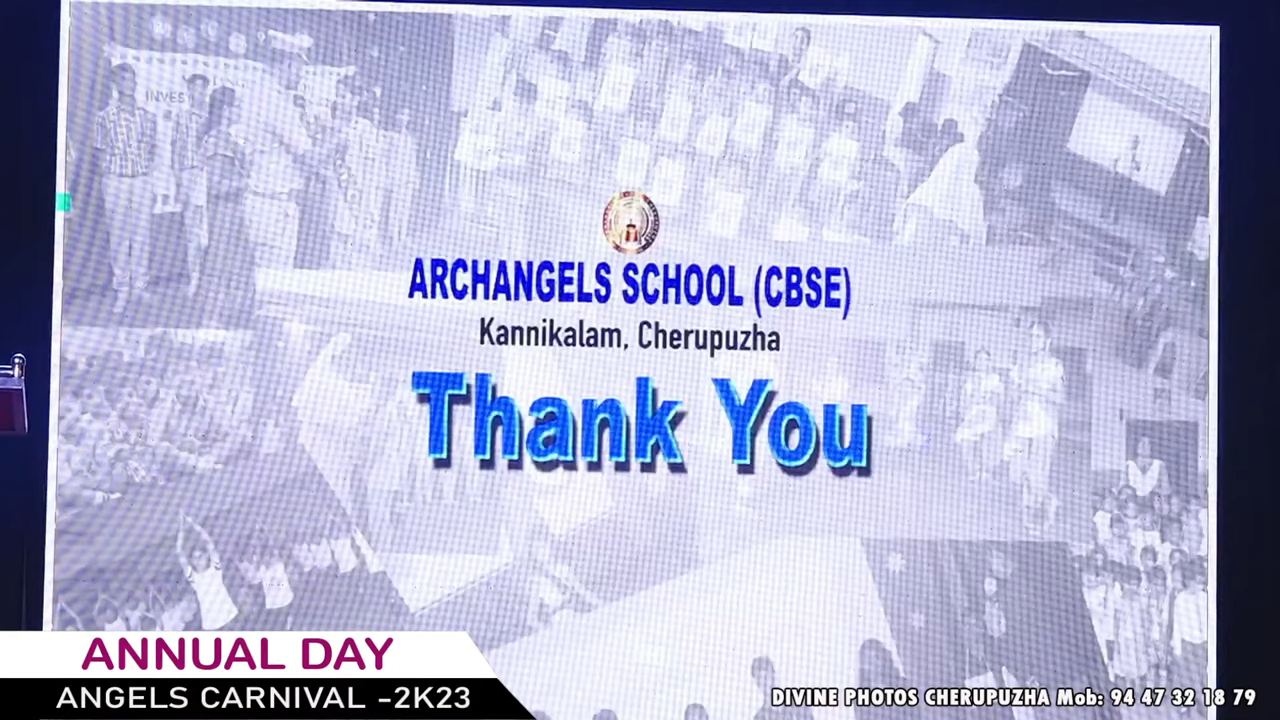 INVES
ARCHANGELS SCHOOL (CBSE)
Kannikalam, Cherupuzha
Thank You
ANNUAL DAY
ANGELS CARNIVAL -2K23
DIVINE PHOTOS CHERUPUZHA Mob: 94 47 32 18 79